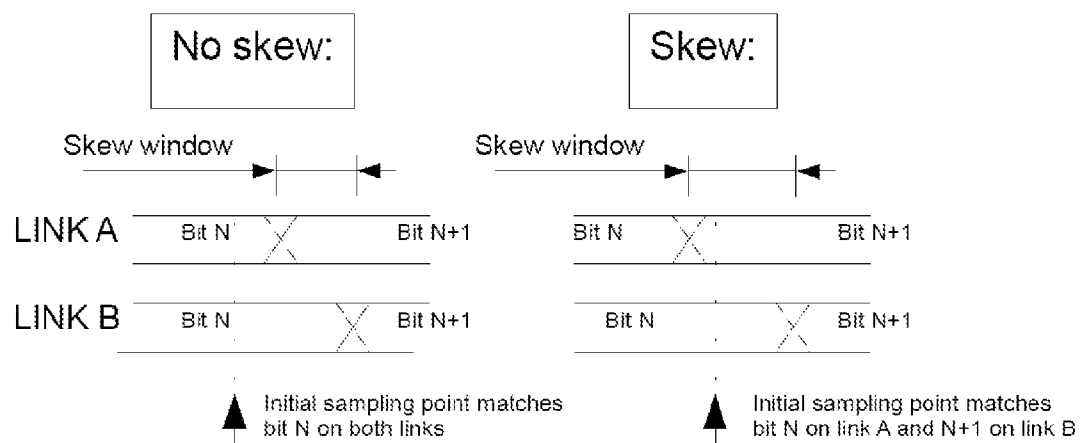 No skew:
Skew:
Skew window
Skew window
LINK A
Bit N
Bit N+1
Bit N
Bit N+1
LINK B
Bit N
Bit N+1
Bit N
Bit N+1
Initial sampling point matches
bit N on both links
Initial sampling point matches
bit N on link A and N+1 on link B